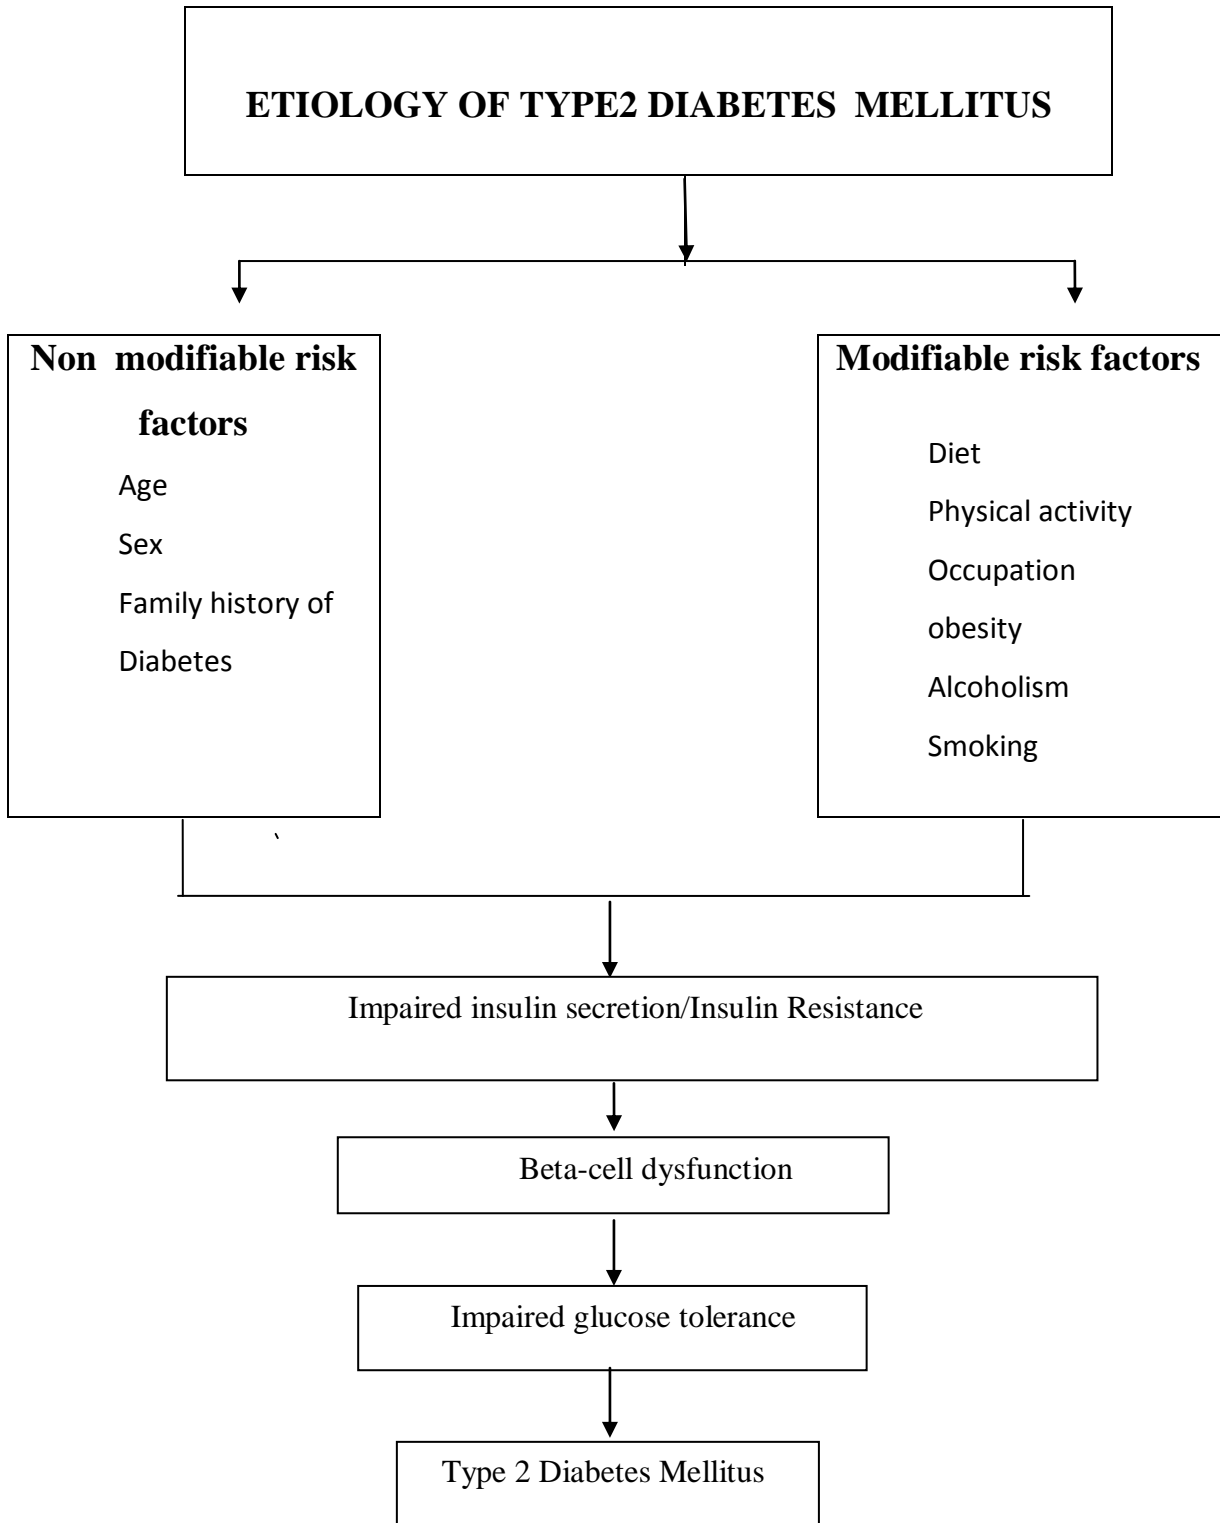 ETIOLOGY OF TYPE2 DIABETES  MELLITUS
Non  modifiable risk
factors
Age
Sex
Family history of
Diabetes
Modifiable risk factors
Diet
Physical activity
Occupation
obesity
Alcoholism
Smoking
Impaired insulin secretion/Insulin Resistance
Beta-cell dysfunction
Impaired glucose tolerance
Type 2 Diabetes Mellitus